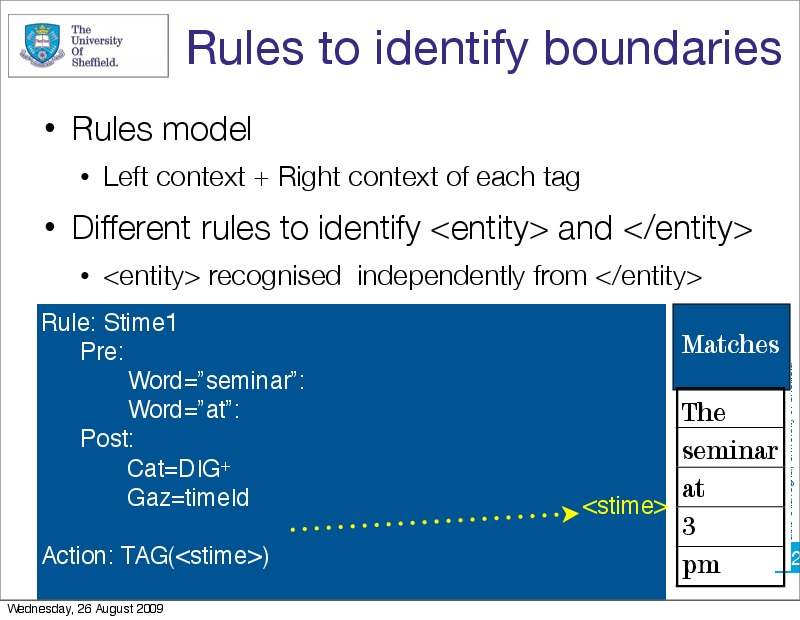 The
University
Of
Sheffield.
Rules to identify boundaries
• Rules model
• Left context + Right context of each tag
• Different rules to identify <entity> and </entity>
• <entity> recognised  independently from </entity>
Rule: Stime1
Pre:
Word=”seminar”:
Word=”at”:
Post:
Cat=DIG+
Gaz=timeId
<stime>
Action: TAG(<stime>)
Matches
The
seminar
at
3
pm
2
Wednesday, 26 August 2009